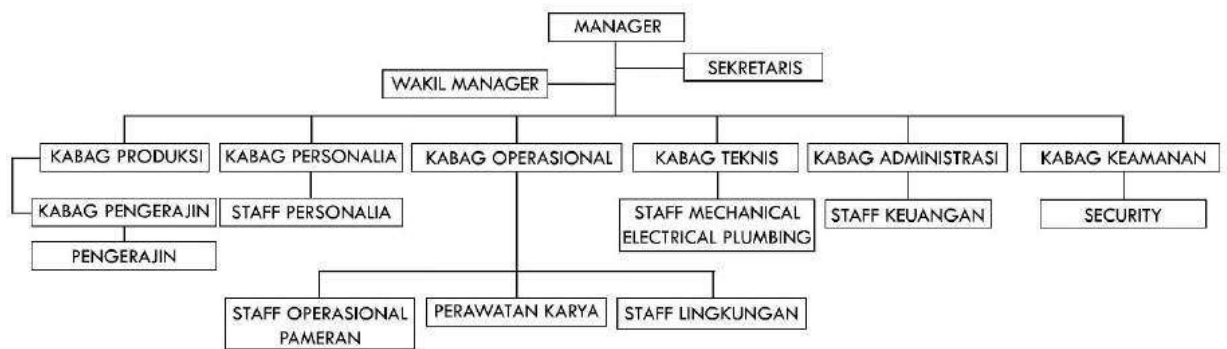 MANAGER
SEKRETARIS
WAKIL MANAGER
KABAG PRODUKSI
KABAG PERSONALIA
KABAG OPERASIONAL
KABAG TEKNIS
KABAG ADMINISTRASI
KABAG KEAMANAN
KABAG PENGERAJIN
STAFF PERSONALIA
STAFF MECHANICAL
ELECTRICAL PLUMBING
STAFF KEUANGAN
SECURITY
PENGERAJIN
STAFF OPERASIONAL
PAMERAN
PERAWATAN KARYA
STAFF LINGKUNGAN